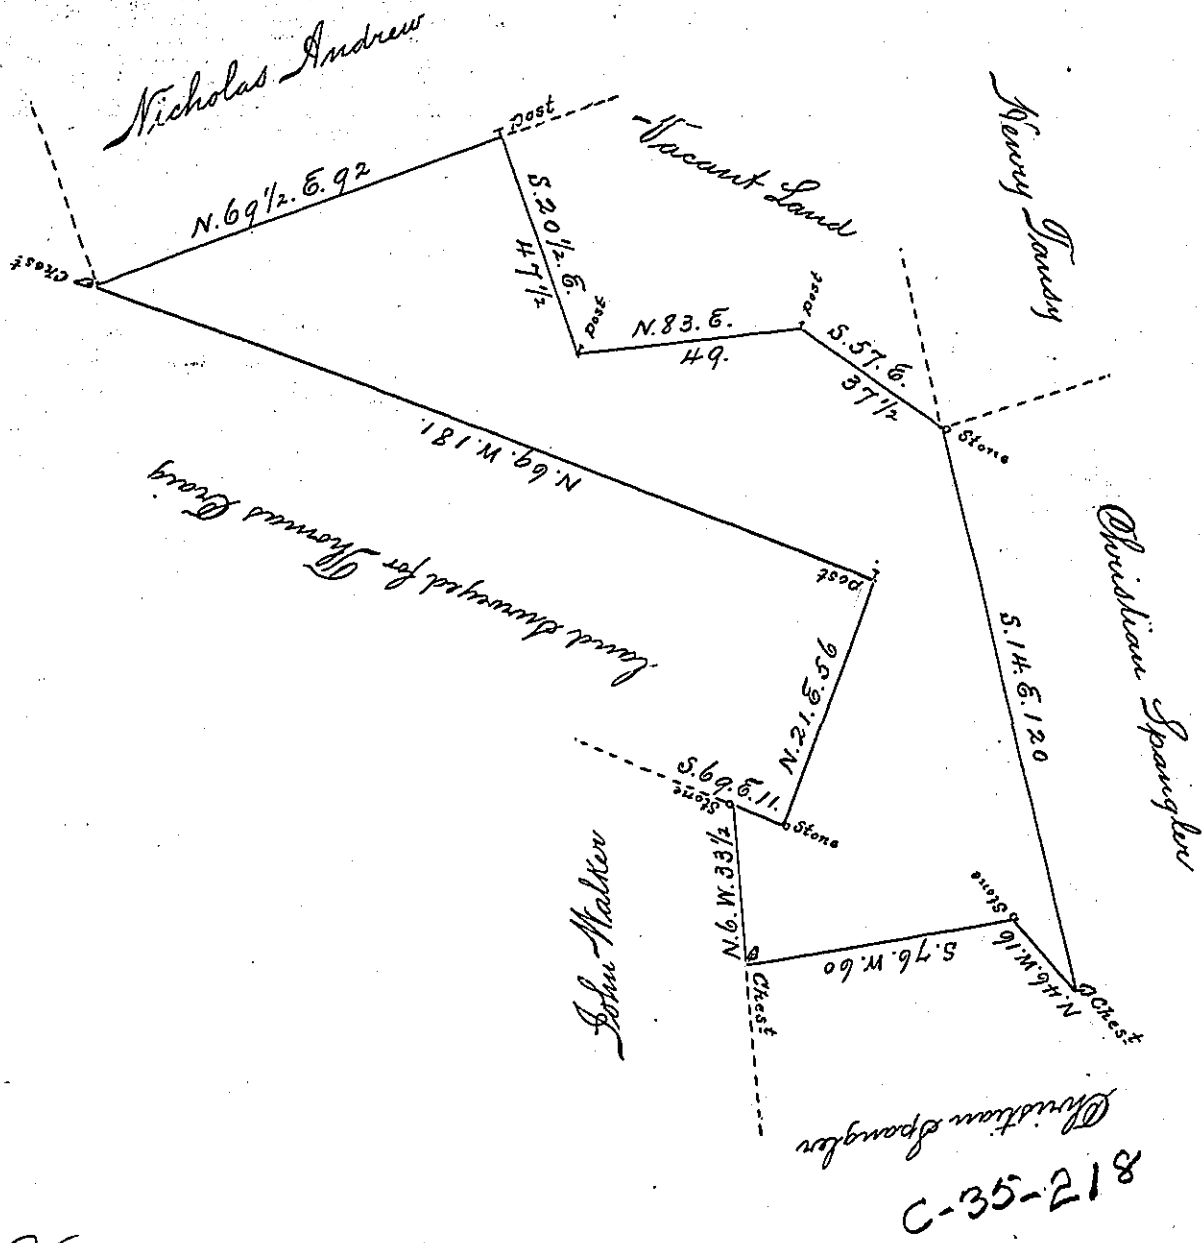 Nicholas Andrew
post
Vacant Land
Henry Tausy
N.69½.E.92
S.20½.E.
47½
Chest
post
N.83.E.
49.
post
S.57.E.
37½
Stone
N.69.W.181.
Land Surveyed for Thomas Craig
post
Christian Spangler
S.14.E.120
N.21.E.56
S.69.E.11.
Stone
Stone
John Walker
N.6.W.33½
Chest
S.76.W.60
Stone
N.46.W.16
Chest
Christian Spangler
C-35-218